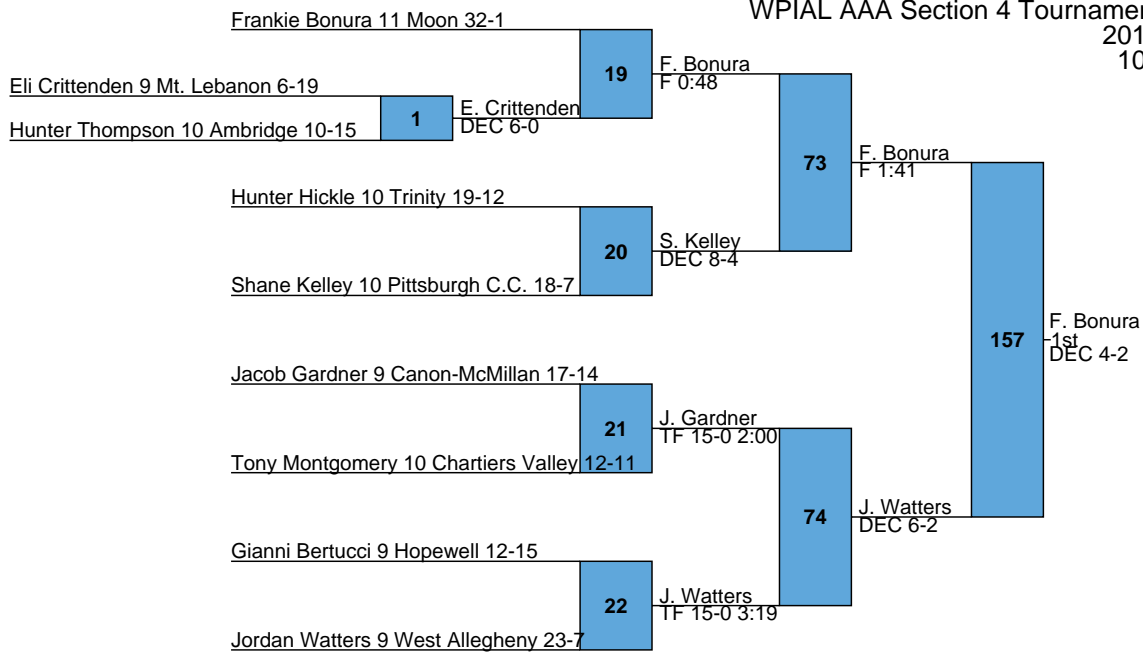 WPIAL AAA Section 4 Tournamen
201
10
Frankie Bonura 11 Moon 32-1
19
F. Bonura
F 0:48
Eli Crittenden 9 Mt. Lebanon 6-19
1
E. Crittenden
DEC 6-0
Hunter Thompson 10 Ambridge 10-15
73
F. Bonura
F 1:41
Hunter Hickle 10 Trinity 19-12
20
S. Kelley
DEC 8-4
Shane Kelley 10 Pittsburgh C.C. 18-7
157
F. Bonura
1st
DEC 4-2
Jacob Gardner 9 Canon-McMillan 17-14
21
J. Gardner
TF 15-0 2:00
Tony Montgomery 10 Chartiers Valley 12-11
74
J. Watters
DEC 6-2
Gianni Bertucci 9 Hopewell 12-15
22
J. Watters
TF 15-0 3:19
Jordan Watters 9 West Allegheny 23-7